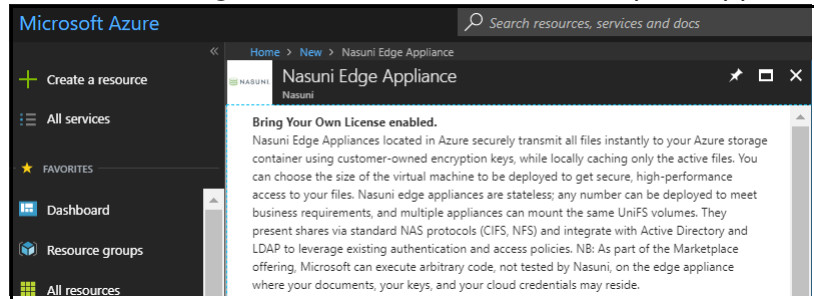 Microsoft Azure
Search resources, services and docs
Home > New > Nasuni Edge Appliance
Create a resource
All services
FAVORITES
Dashboard
Resource groups
All resources
NASUNI
Nasuni Edge Appliance
Nasuni
Bring Your Own License enabled.
Nasuni Edge Appliances located in Azure securely transmit all files instantly to your Azure storage
container using customer-owned encryption keys, while locally caching only the active files. You
can choose the size of the virtual machine to be deployed to get secure, high-performance
access to your files. Nasuni edge appliances are stateless; any number can be deployed to meet
business requirements, and multiple appliances can mount the same UniFS volumes. They
present shares via standard NAS protocols (CIFS, NFS) and integrate with Active Directory and
LDAP to leverage existing authentication and access policies. NB: As part of the Marketplace
offering, Microsoft can execute arbitrary code, not tested by Nasuni, on the edge appliance
where your documents, your keys, and your cloud credentials may reside.